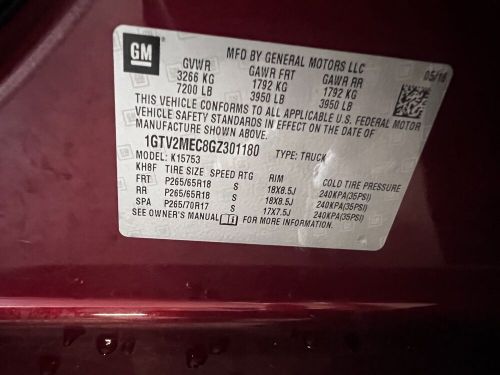 GM
MFD BY GENERAL MOTORS LLC
GVWR GAWR FRT GAWR RR 05/16
3266 KG 1792 KG 1792 KG
7200 LB 3950 LB 3950 LB
THIS VEHICLE CONFORMS TO ALL APPLICABLE U.S. FEDERAL MOTOR
VEHICLE SAFETY STANDARDS IN EFFECT ON THE DATE OF
MANUFACTURE SHOWN ABOVE.
1GTV2MEC8GZ301180 TYPE: TRUCK
MODEL: K15753
KH8F TIRE SIZE SPEED RTG RIM COLD TIRE PRESSURE
FRT P265/65R18 S 18X8.5J 240KPA(35PSI)
RR P265/65R18 S 18X8.5J 240KPA(35PSI)
SPA P265/70R17 S 17X7.5J 240KPA(35PSI)
SEE OWNER'S MANUAL i FOR MORE INFORMATION.